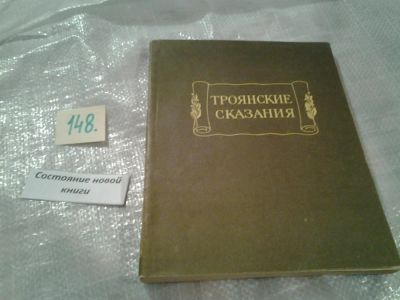 ТРОЯНСКИЕ
СКАЗАНИЯ
148.
Состояние новой
книги